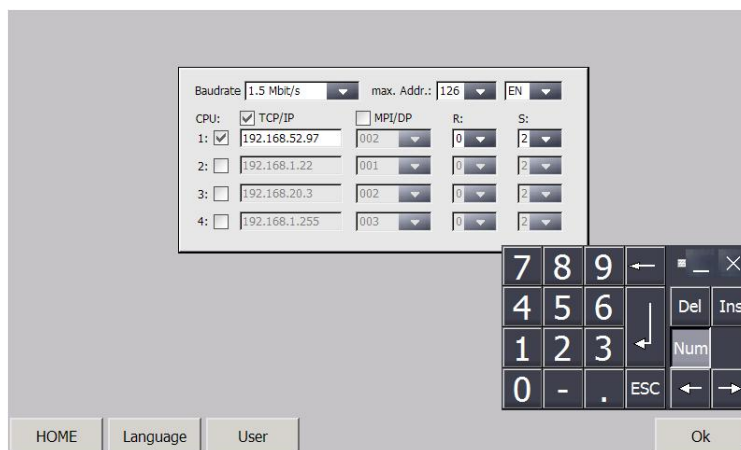 Baudrate 1.5 Mbit/s max. Addr.: 126 EN
CPU: TCP/IP MPI/DP R: S:
1: 192.168.52.97 002 0 2
2: 192.168.1.22 001 0 2
3: 192.168.20.3 002 0 2
4: 192.168.1.255 003 0 2
7 8 9
4 5 6 Del Ins
1 2 3 Num
0 - . ESC
HOME Language User Ok